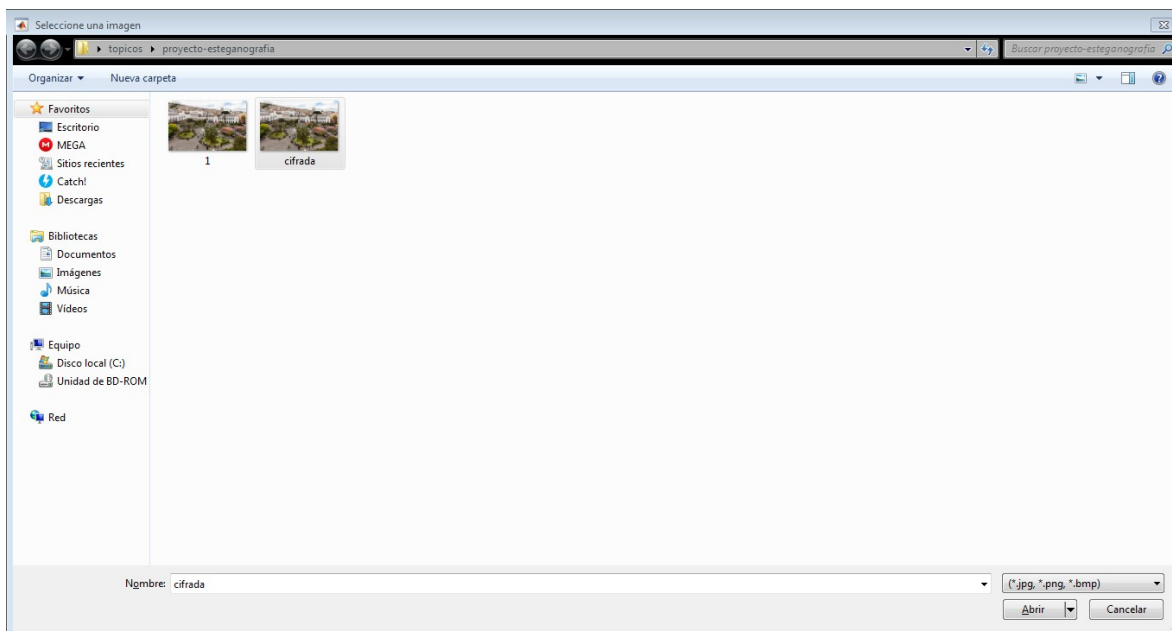 Seleccione una imagen
topicos proyecto-esteganografia
Buscar proyecto-esteganografía
Organizar Nueva carpeta
Favoritos
Escritorio
MEGA
Sitios recientes
Catch!
Descargas
Bibliotecas
Documentos
Imágenes
Música
Vídeos
Equipo
Disco local (C:)
Unidad de BD-ROM
Red
1 cifrada
Nombre: cifrada (*.jpg, *.png, *.bmp)
Abrir Cancelar